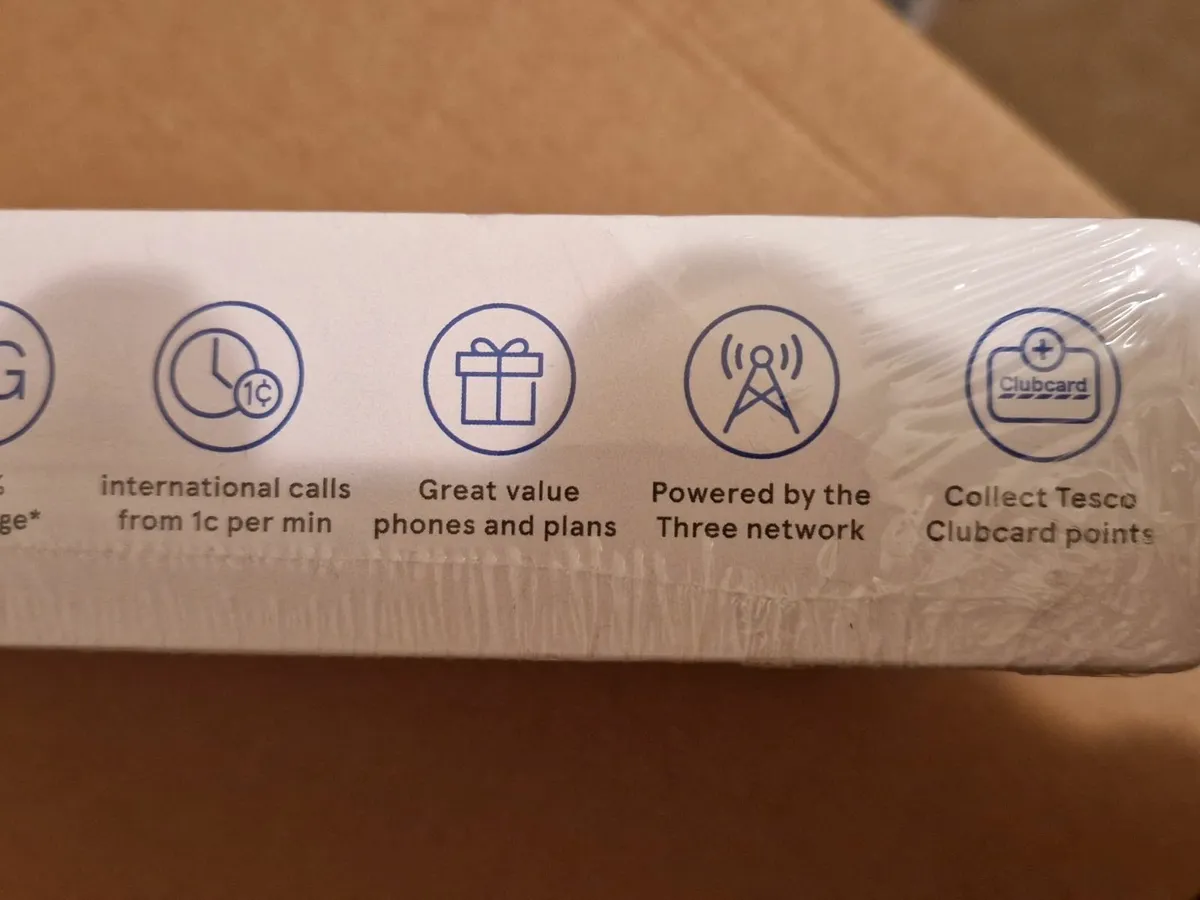 G
1¢
Clubcard
%
ge*
international calls
from 1c per min
Great value
phones and plans
Powered by the
Three network
Collect Tesco
Clubcard points